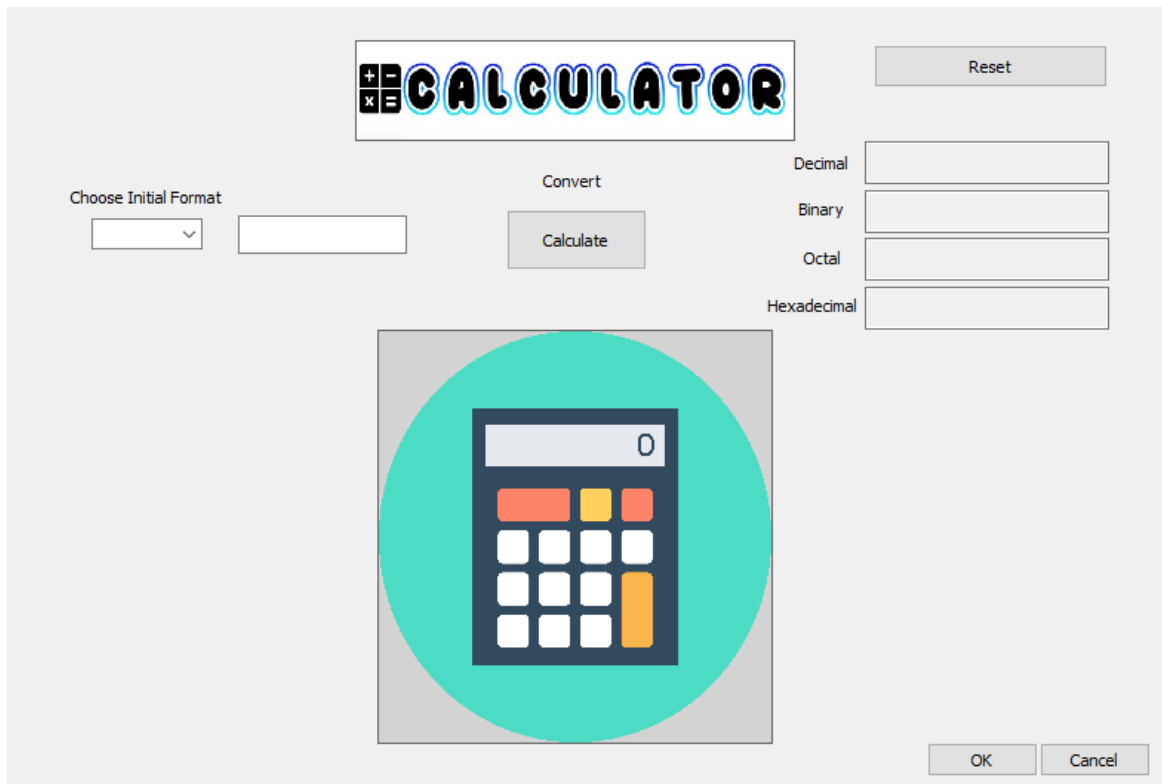 CALCULATOR
Reset
Decimal
Choose Initial Format
Convert
Binary
Calculate
Octal
Hexadecimal
0
OK
Cancel